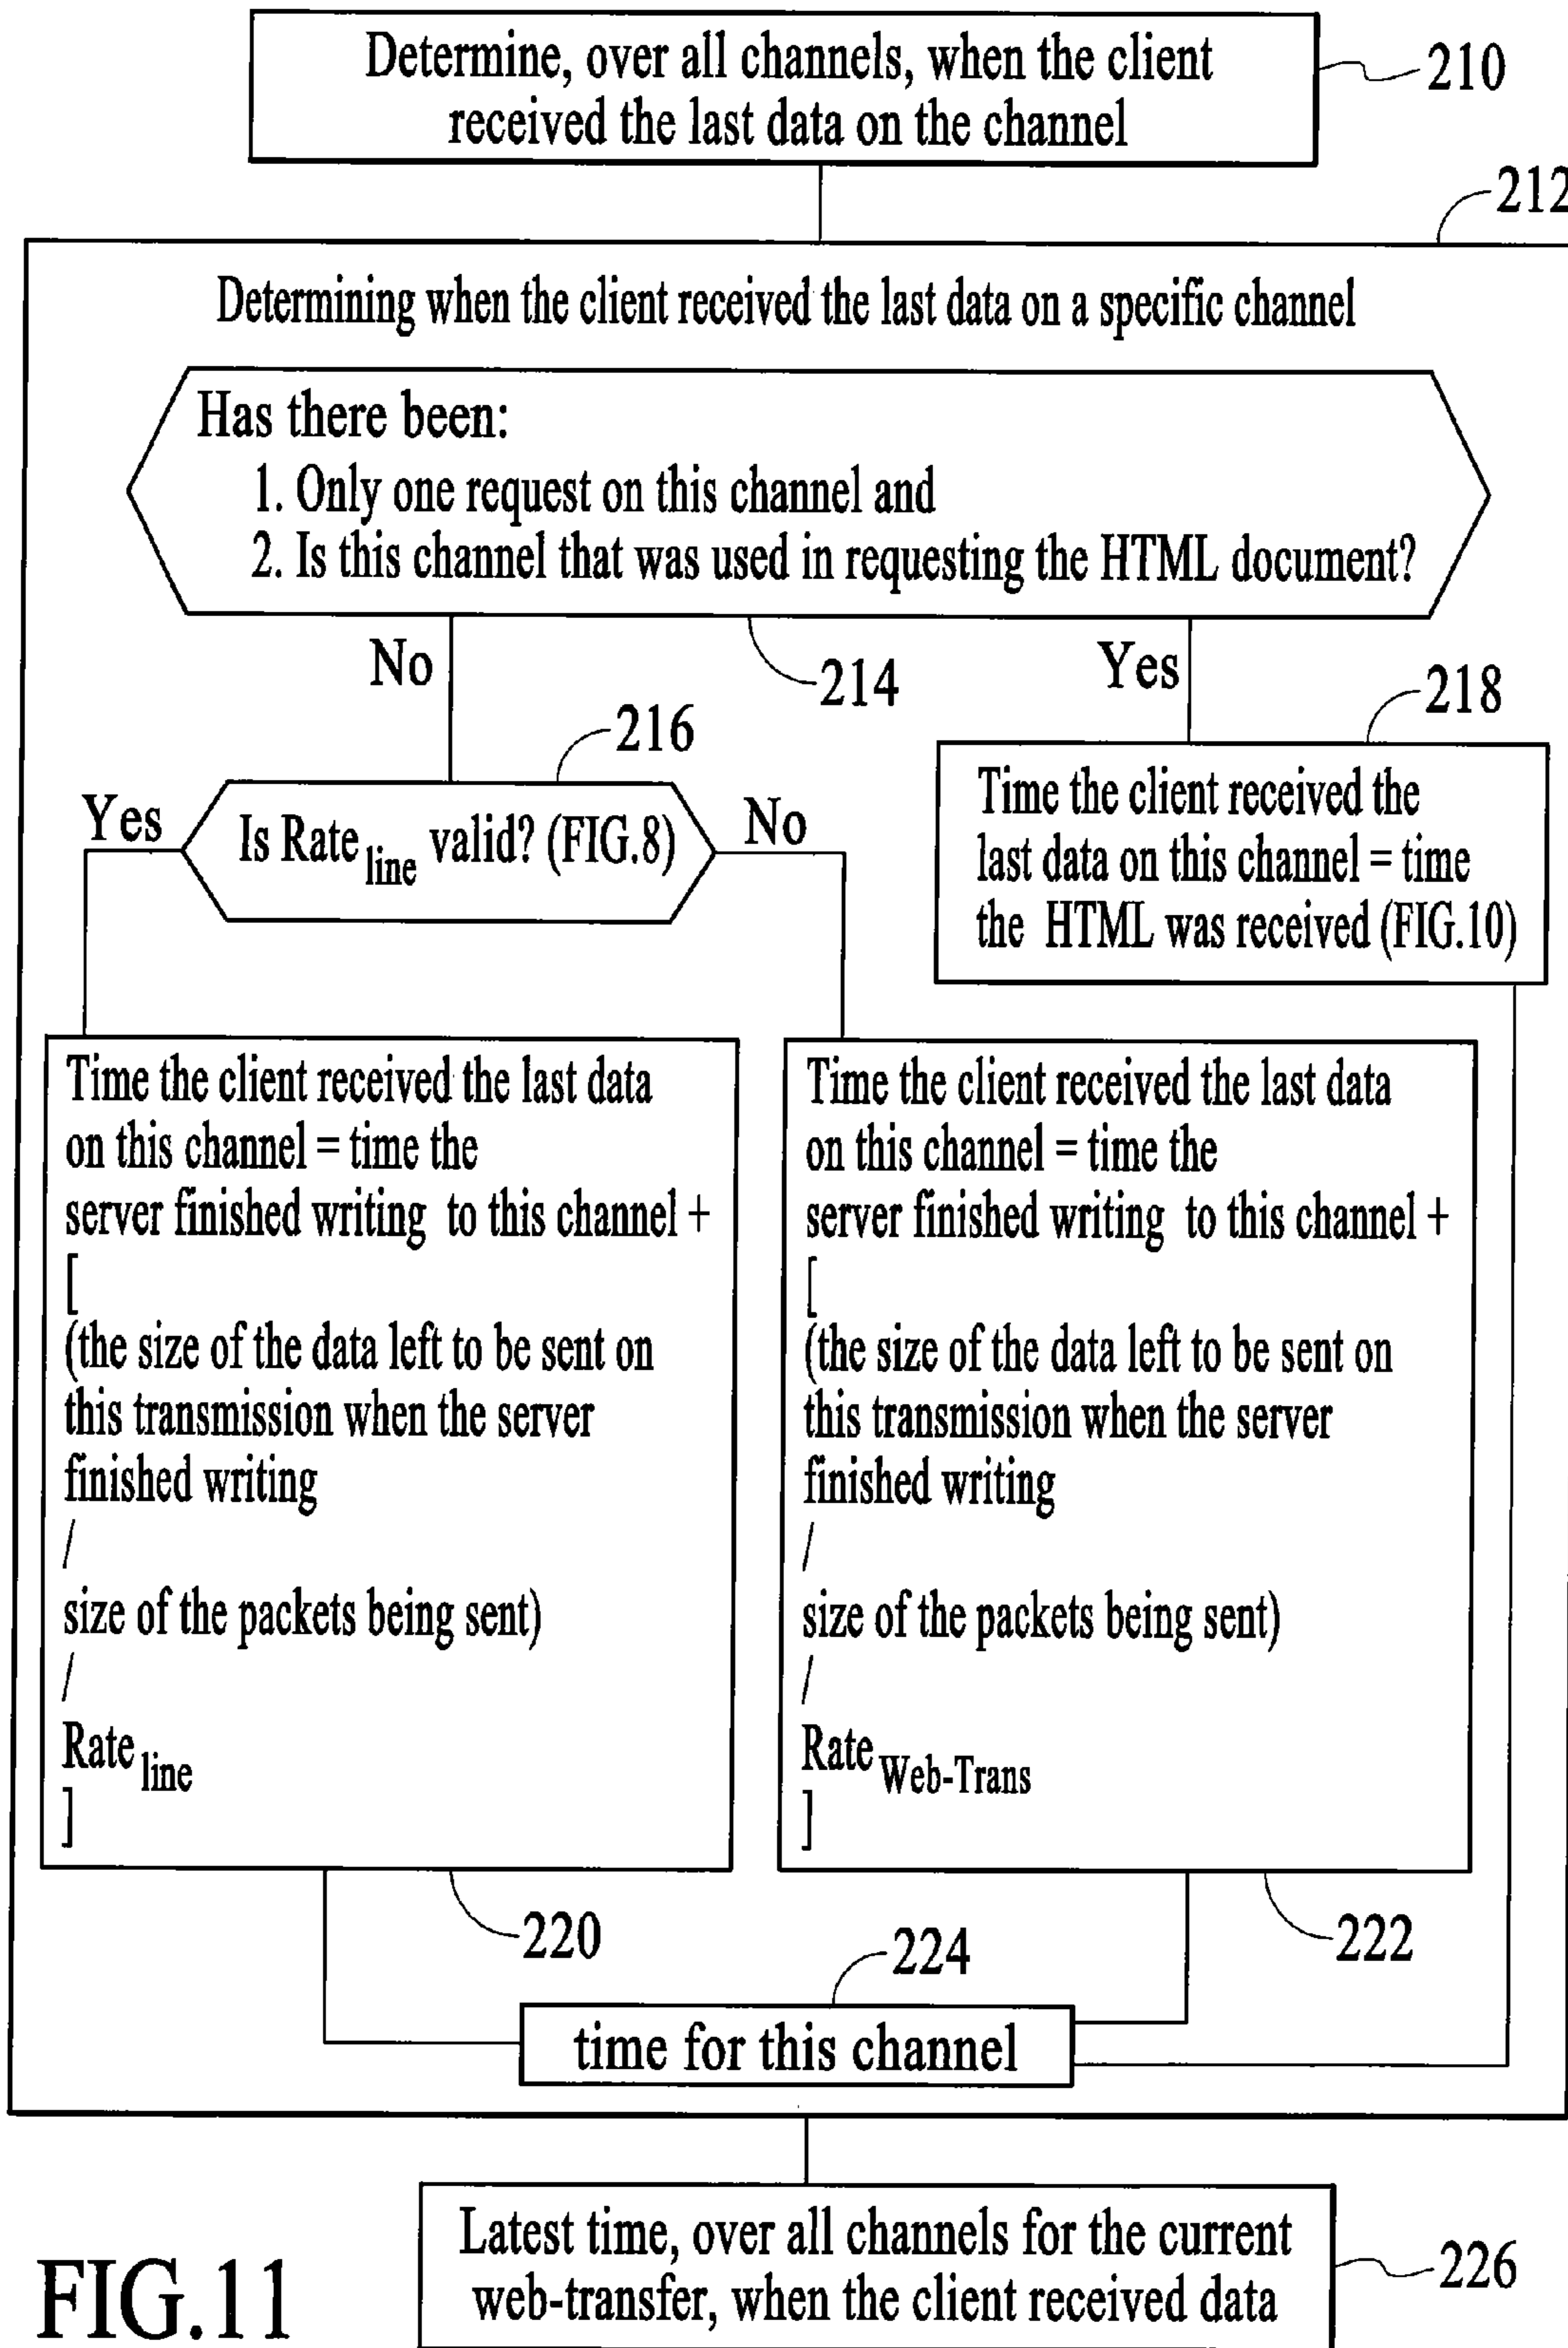 Determine, over all channels, when the client
received the last data on the channel
210
212
Determining when the client received the last data on a specific channel
Has there been:
1. Only one request on this channel and
2. Is this channel that was used in requesting the HTML document?
No
214
Yes
218
216
Yes
Is Rate line valid? (FIG.8)
No
Time the client received the
last data on this channel = time
the HTML was received (FIG.10)
Time the client received the last data
on this channel = time the
server finished writing to this channel +
[
(the size of the data left to be sent on
this transmission when the server
finished writing
/
size of the packets being sent)
/
Rate line
]
Time the client received the last data
on this channel = time the
server finished writing to this channel +
[
(the size of the data left to be sent on
this transmission when the server
finished writing
/
size of the packets being sent)
/
Rate Web-Trans
]
220
222
224
time for this channel
Latest time, over all channels for the current
web-transfer, when the client received data
226
FIG.11